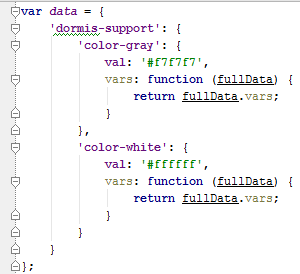 var data = {
    'dormis-support': {
        'color-gray': {
            val: '#f7f7f7',
            vars: function (fullData) {
                return fullData.vars;
            }
        },
        'color-white': {
            val: '#ffffff',
            vars: function (fullData) {
                return fullData.vars;
            }
        }
    }
};